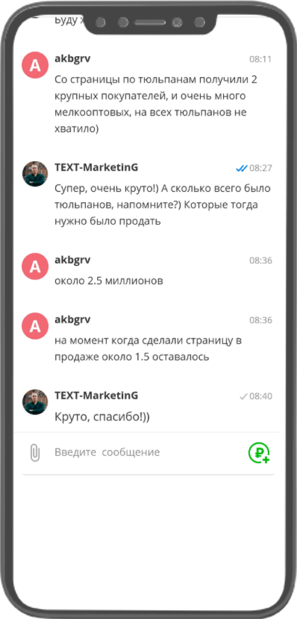 akbgrv 08:11
Со страницы по тюльпанам получили 2
крупных покупателей, и очень много
мелкооптовых, на всех тюльпанов не
хватило)
TEXT-MarketinG 08:27
Супер, очень круто!) А сколько всего было
тюльпанов, напомните?) Которые тогда
нужно было продать
akbgrv 08:36
около 2.5 миллионов
akbgrv 08:36
на момент когда сделали страницу в
продаже около 1.5 оставалось
TEXT-MarketinG 08:40
Круто, спасибо!))
Введите сообщение